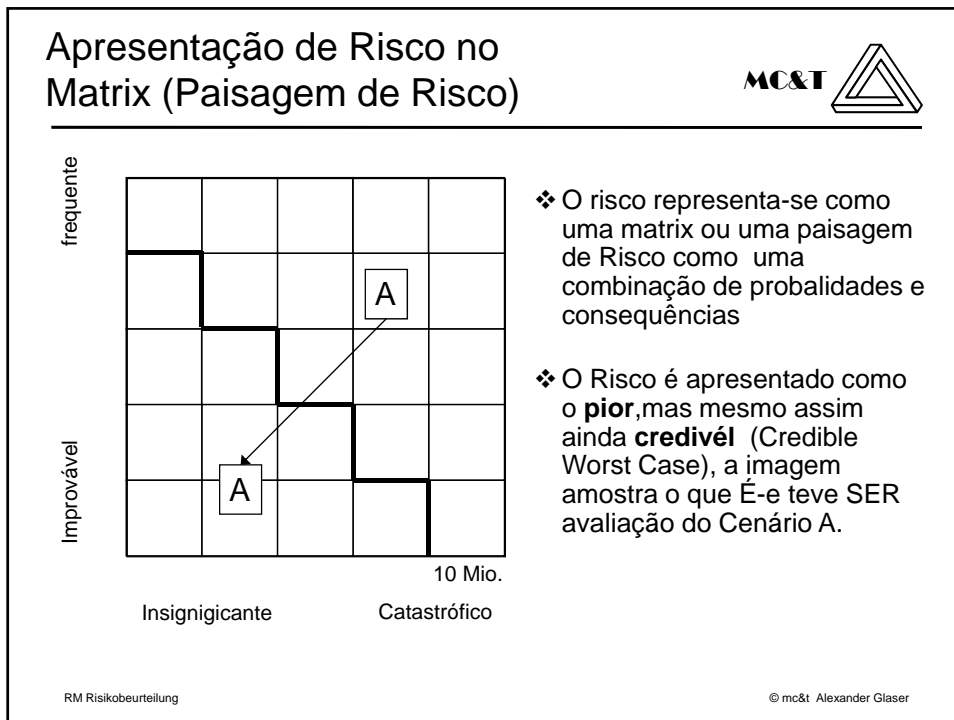 Apresentação de Risco no
Matrix (Paisagem de Risco)
MC&T
frequente
Improvável
A
A
10 Mio.
Insignigicante
Catastrófico
❖ O risco representa-se como
uma matrix ou uma paisagem
de Risco como uma
combinação de probalidades e
consequências
❖ O Risco é apresentado como
o pior,mas mesmo assim
ainda credivél (Credible
Worst Case), a imagem
amostra o que É-e teve SER
avaliação do Cenário A.
RM Risikobeurteilung
© mc&t Alexander Glaser